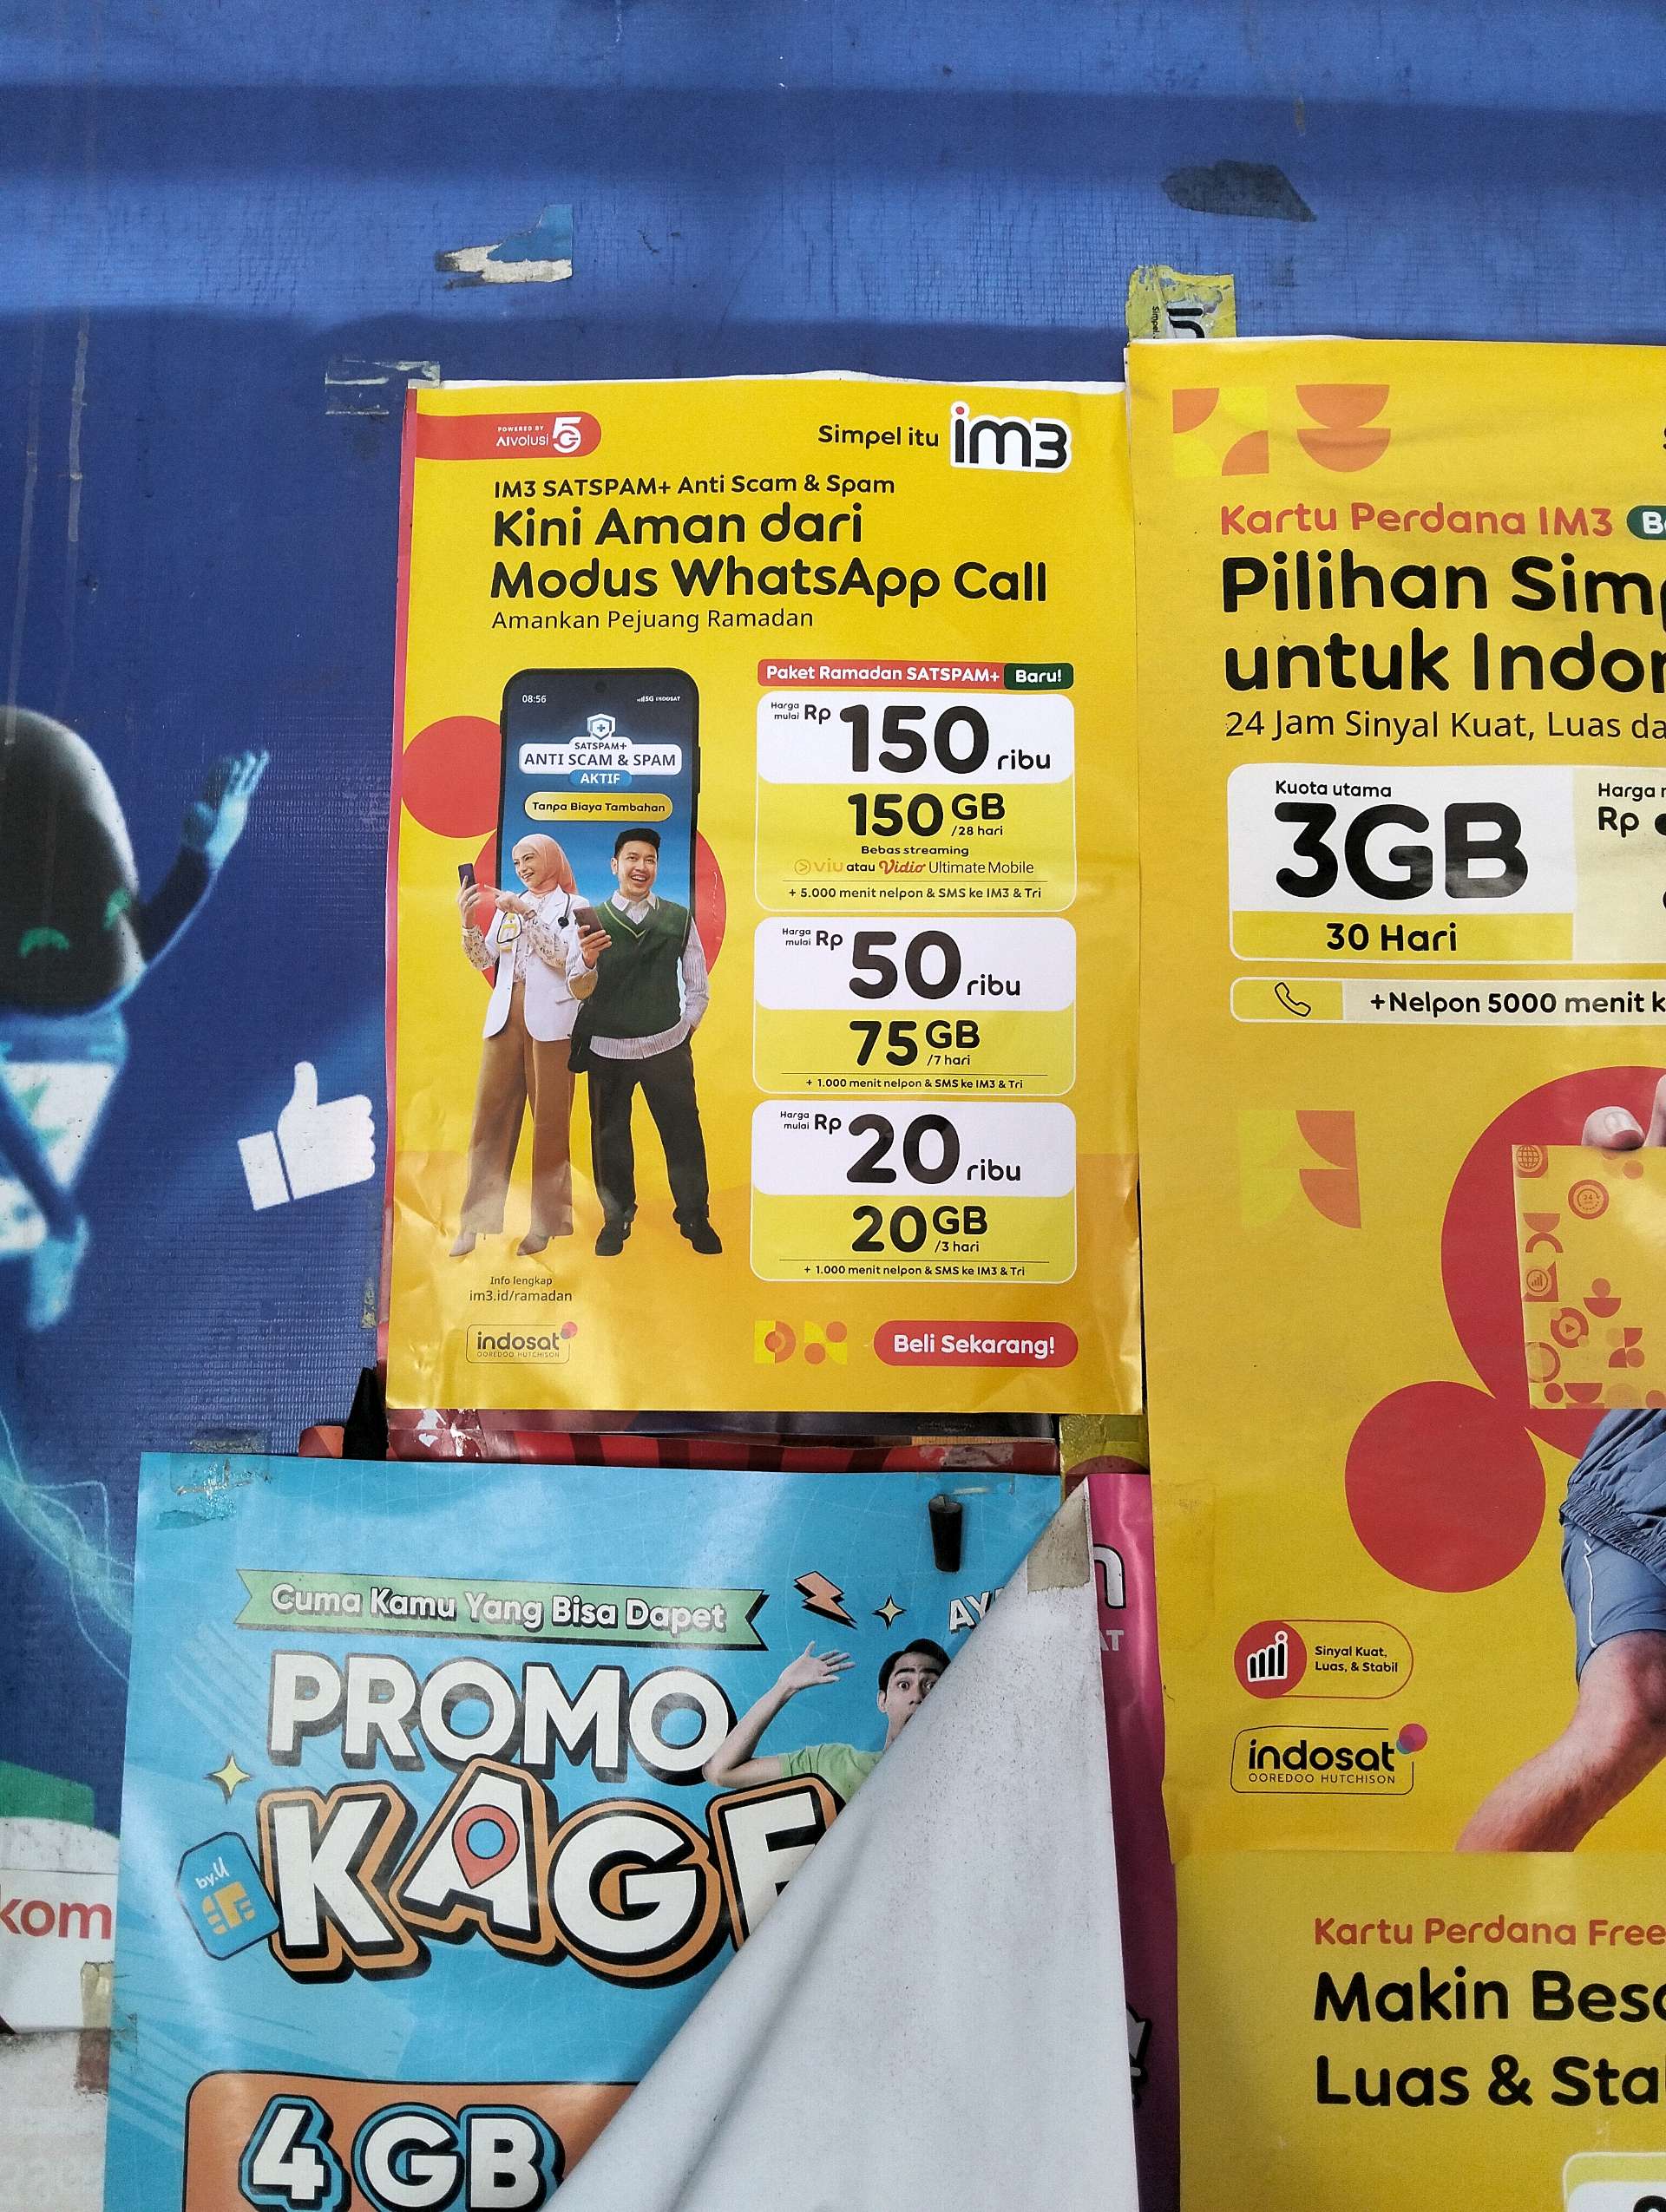 POWERED BY
AIvolusi 5G
Simpel itu im3
IM3 SATSPAM+ Anti Scam & Spam
Kini Aman dari
Modus WhatsApp Call
Amankan Pejuang Ramadan
08:56
5G INDOSAT
SATSPAM+
ANTI SCAM & SPAM
AKTIF
Tanpa Biaya Tambahan
Paket Ramadan SATSPAM+ Baru!
Harga mulai Rp 150 ribu
150 GB /28 hari
Bebas streaming
viu atau Vidio Ultimate Mobile
+ 5.000 menit nelpon & SMS ke IM3 & Tri
Harga mulai Rp 50 ribu
75 GB /7 hari
+ 1.000 menit nelpon & SMS ke IM3 & Tri
Harga mulai Rp 20 ribu
20 GB /3 hari
+ 1.000 menit nelpon & SMS ke IM3 & Tri
Info lengkap
im3.id/ramadan
indosat
OOREDOO HUTCHISON
Beli Sekarang!
Simpel
Kartu Perdana IM3
Pilihan
untuk
24 Jam Sinyal Kuat, Luas
Kuota utama
3GB
30 Hari
Harga
Rp
+Nelpon 5000 menit
Sinyal Kuat,
Luas, & Stabil
indosat
OOREDOO HUTCHISON
Kartu Perdana
Makin
Luas &
Cuma Kamu Yang Bisa Dapet
PROMO
KAGE
by.U
4 GB
kom